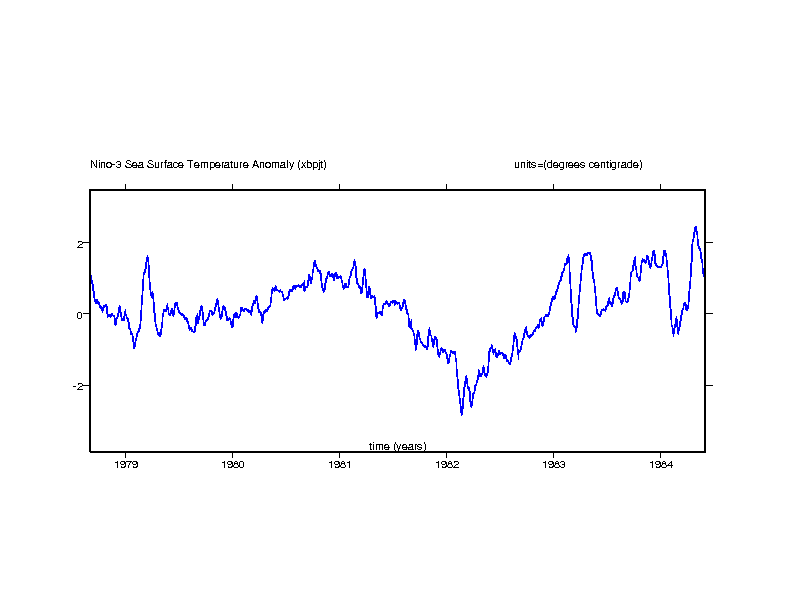 Nino-3 Sea Surface Temperature Anomaly (xbpjt) units=(degrees centigrade)
2
0
-2
time (years)
1979 1980 1981 1982 1983 1984